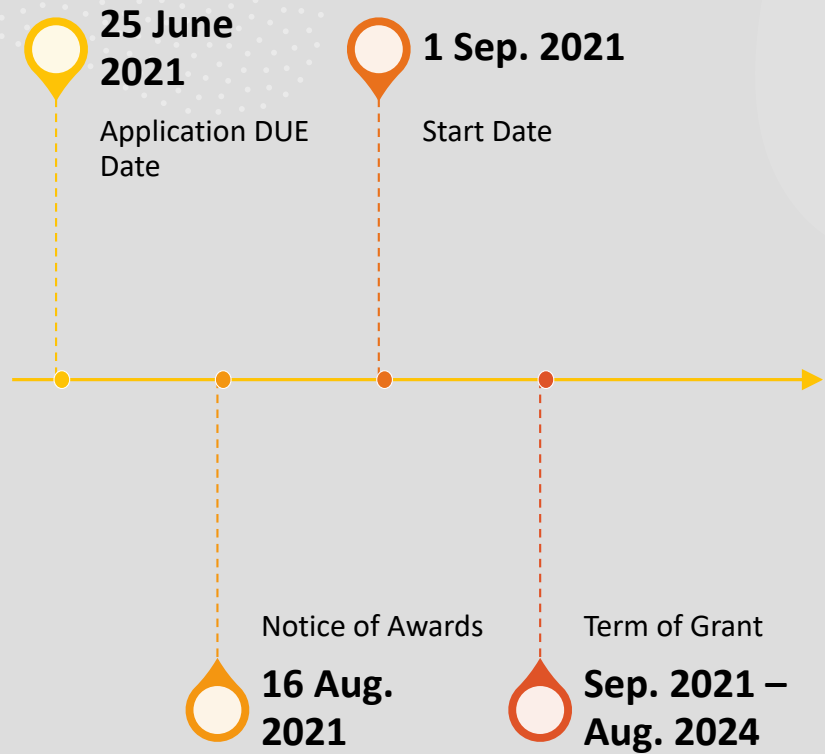 25 June
2021
Application DUE
Date
1 Sep. 2021
Start Date
Notice of Awards
16 Aug.
2021
Term of Grant
Sep. 2021 –
Aug. 2024